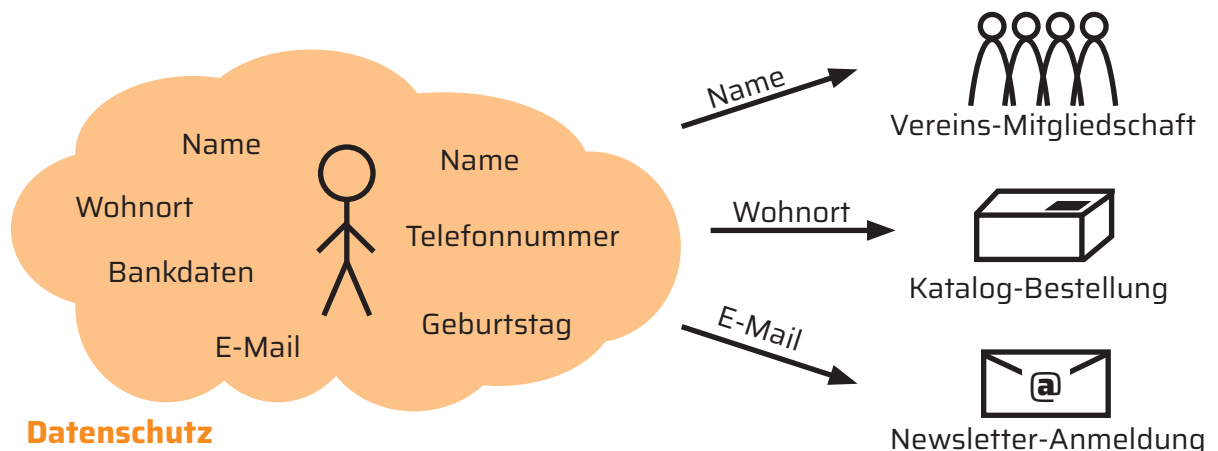 Name
Wohnort
Bankdaten
E-Mail
Name
Telefonnummer
Geburtstag
Datenschutz
Name
Vereins-Mitgliedschaft
Wohnort
Katalog-Bestellung
E-Mail
@
Newsletter-Anmeldung